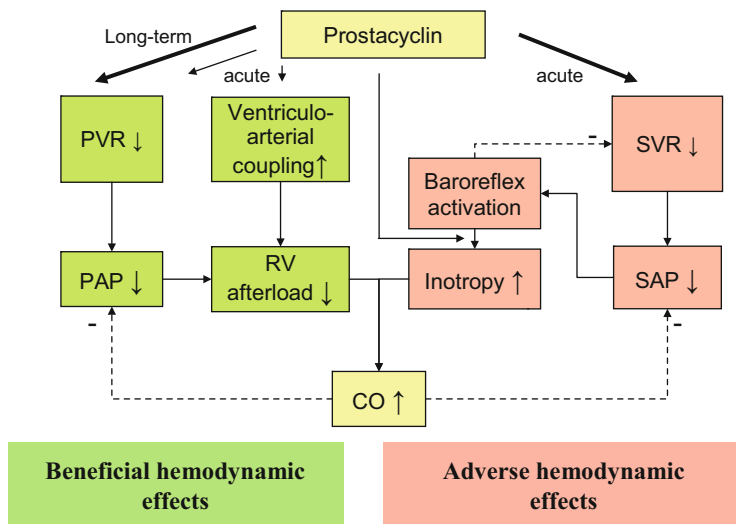 Prostacyclin
Long-term
acute
acute
PVR ↓
Ventriculo-
arterial
coupling ↑
-
SVR ↓
Baroreflex
activation
PAP ↓
RV
afterload ↓
Inotropy ↑
SAP ↓
-
-
CO ↑
Beneficial hemodynamic
effects
Adverse hemodynamic
effects